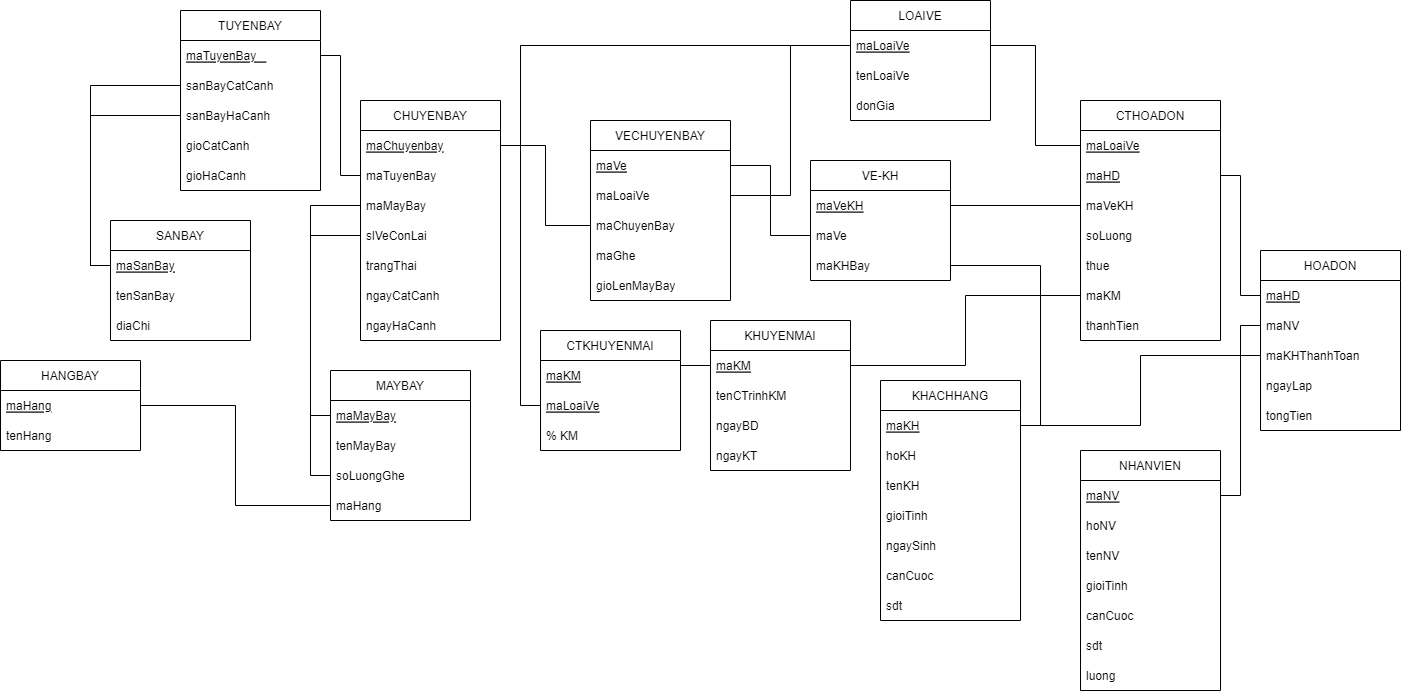 TUYENBAY
maTuyenBay
sanBayCatCanh
sanBayHaCanh
gioCatCanh
gioHaCanh
SANBAY
maSanBay
tenSanBay
diaChi
HANGBAY
maHang
tenHang
CHUYENBAY
maChuyenbay
maTuyenBay
maMayBay
slVeConLai
trangThai
ngayCatCanh
ngayHaCanh
MAYBAY
maMayBay
tenMayBay
soLuongGhe
maHang
VECHUYENBAY
maVe
maLoaiVe
maChuyenBay
maGhe
gioLenMayBay
CTKHUYENMAI
maKM
maLoaiVe
% KM
LOAIVE
maLoaiVe
tenLoaiVe
donGia
VE-KH
maVeKH
maVe
maKHBay
KHUYENMAI
maKM
tenCTrinhKM
ngayBD
ngayKT
KHACHHANG
maKH
hoKH
tenKH
gioiTinh
ngaySinh
canCuoc
sdt
CTHOADON
maLoaiVe
maHD
maVeKH
soLuong
thue
maKM
thanhTien
NHANVIEN
maNV
hoNV
tenNV
gioiTinh
canCuoc
sdt
luong
HOADON
maHD
maNV
maKHThanhToan
ngayLap
tongTien